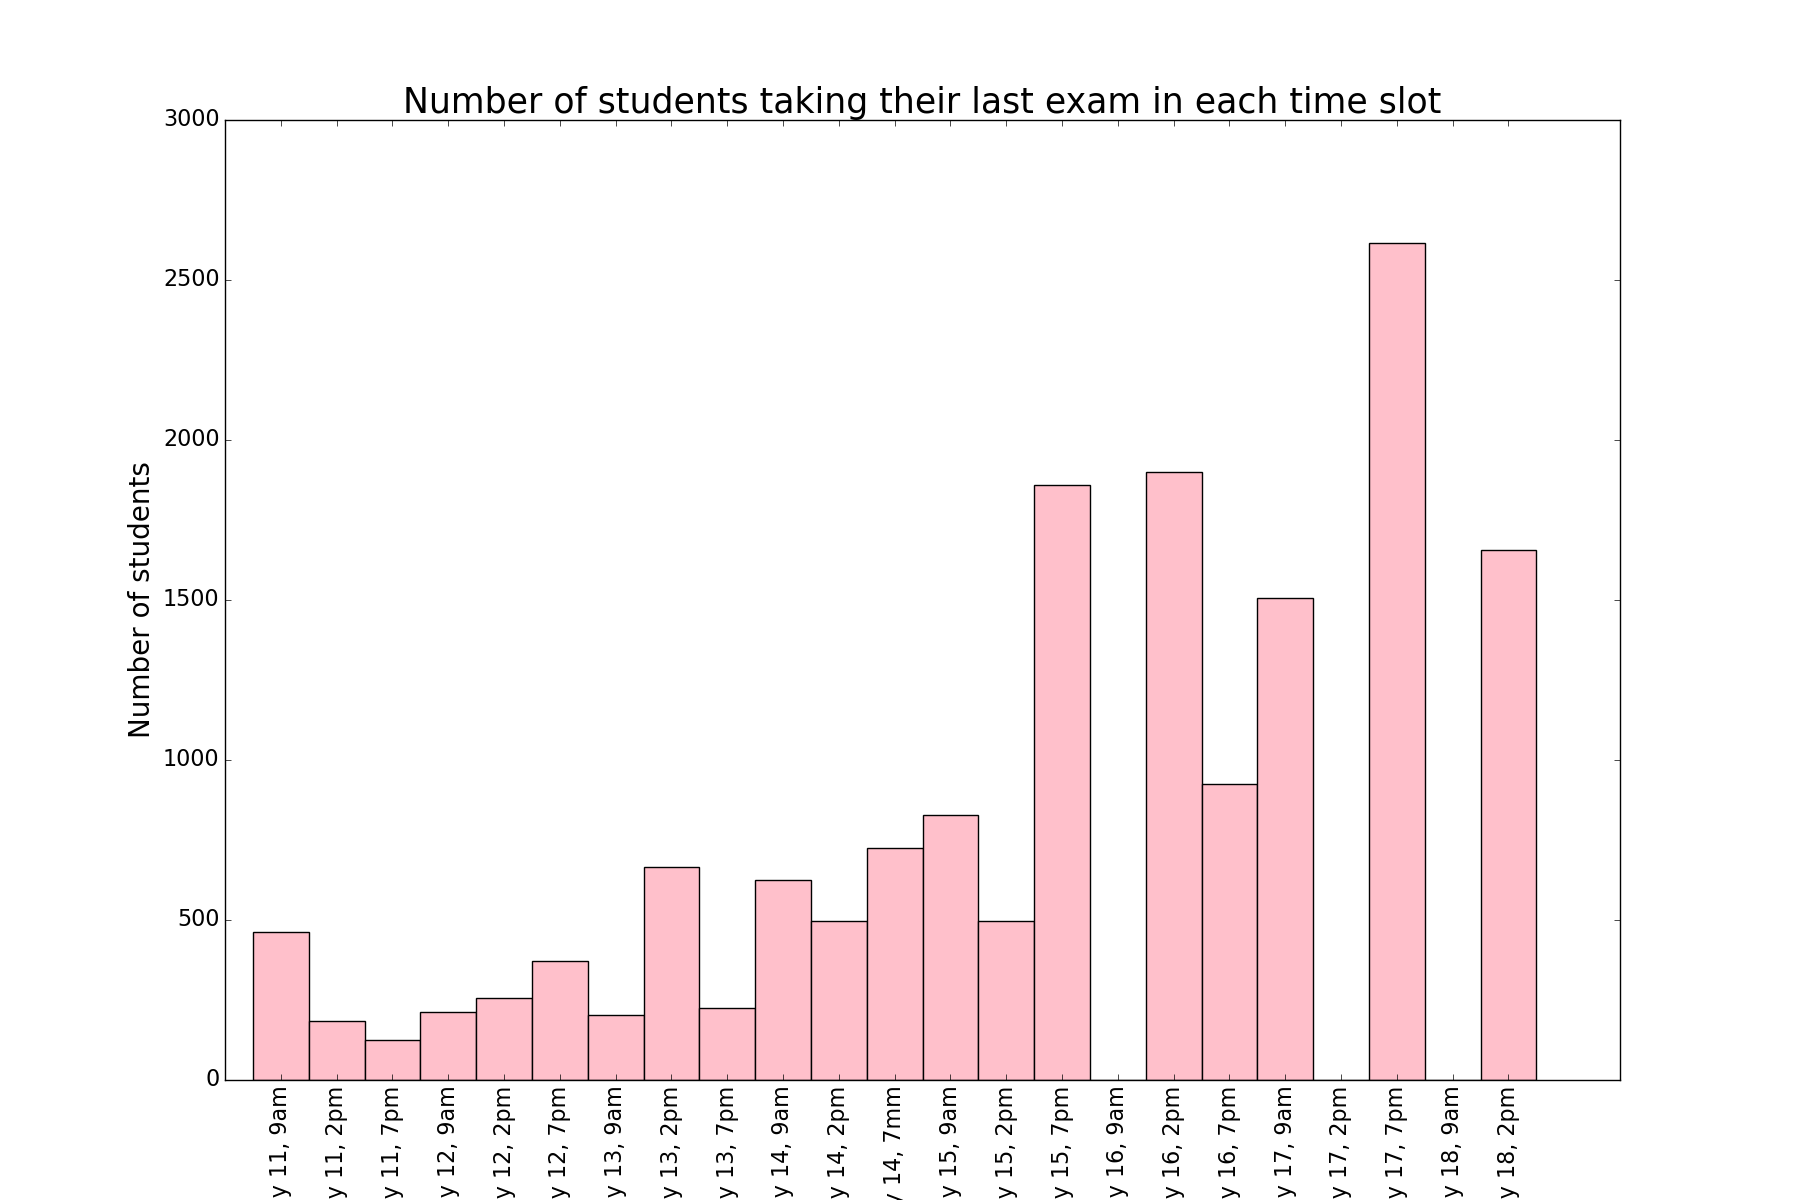 Number of students taking their last exam in each time slot
Number of students
3000
2500
2000
1500
1000
500
0
y 11, 9am
y 11, 2pm
y 11, 7pm
y 12, 9am
y 12, 2pm
y 12, 7pm
y 13, 9am
y 13, 2pm
y 13, 7pm
y 14, 9am
y 14, 2pm
y 14, 7mm
y 15, 9am
y 15, 2pm
y 15, 7pm
y 16, 9am
y 16, 2pm
y 16, 7pm
y 17, 9am
y 17, 2pm
y 17, 7pm
y 18, 9am
y 18, 2pm